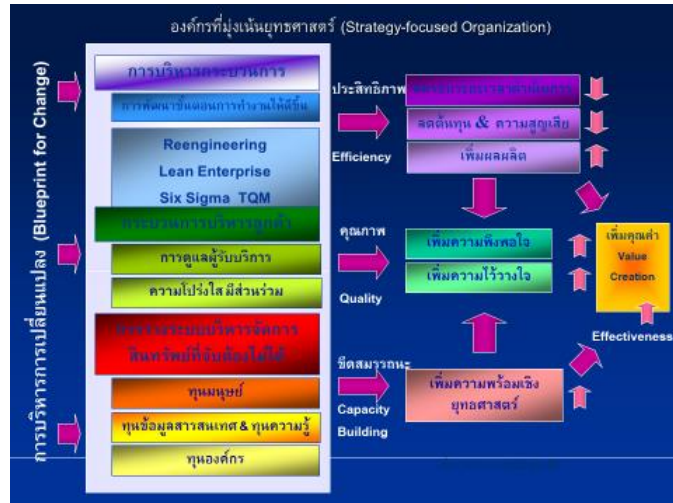 องค์กรที่มุ่งเน้นยุทธศาสตร์ (Strategy-focused Organization)
การบริหารการเปลี่ยนแปลง (Blueprint for Change)
การบริหารกระบวนการ
การพัฒนาขั้นตอนการทำงานให้ดีขึ้น
Reengineering
Lean Enterprise
Six Sigma TQM
กระบวนการบริหารลูกค้า
การดูแลผู้รับบริการ
ความโปร่งใส มีส่วนร่วม
ระบบบริหารจัดการ
สินทรัพย์ที่จับต้องไม่ได้
ทุนมนุษย์
ทุนข้อมูลสารสนเทศ & ทุนความรู้
ทุนองค์กร
ประสิทธิภาพ
Efficiency
ลดต้นทุน & ความสูญเสีย
เพิ่มผลผลิต
คุณภาพ
Quality
เพิ่มความพึงพอใจ
เพิ่มความไว้วางใจ
ขีดสมรรถนะ
Capacity
Building
เพิ่มความพร้อมเชิง
ยุทธศาสตร์
เพิ่มคุณค่า
Value
Creation
Effectiveness